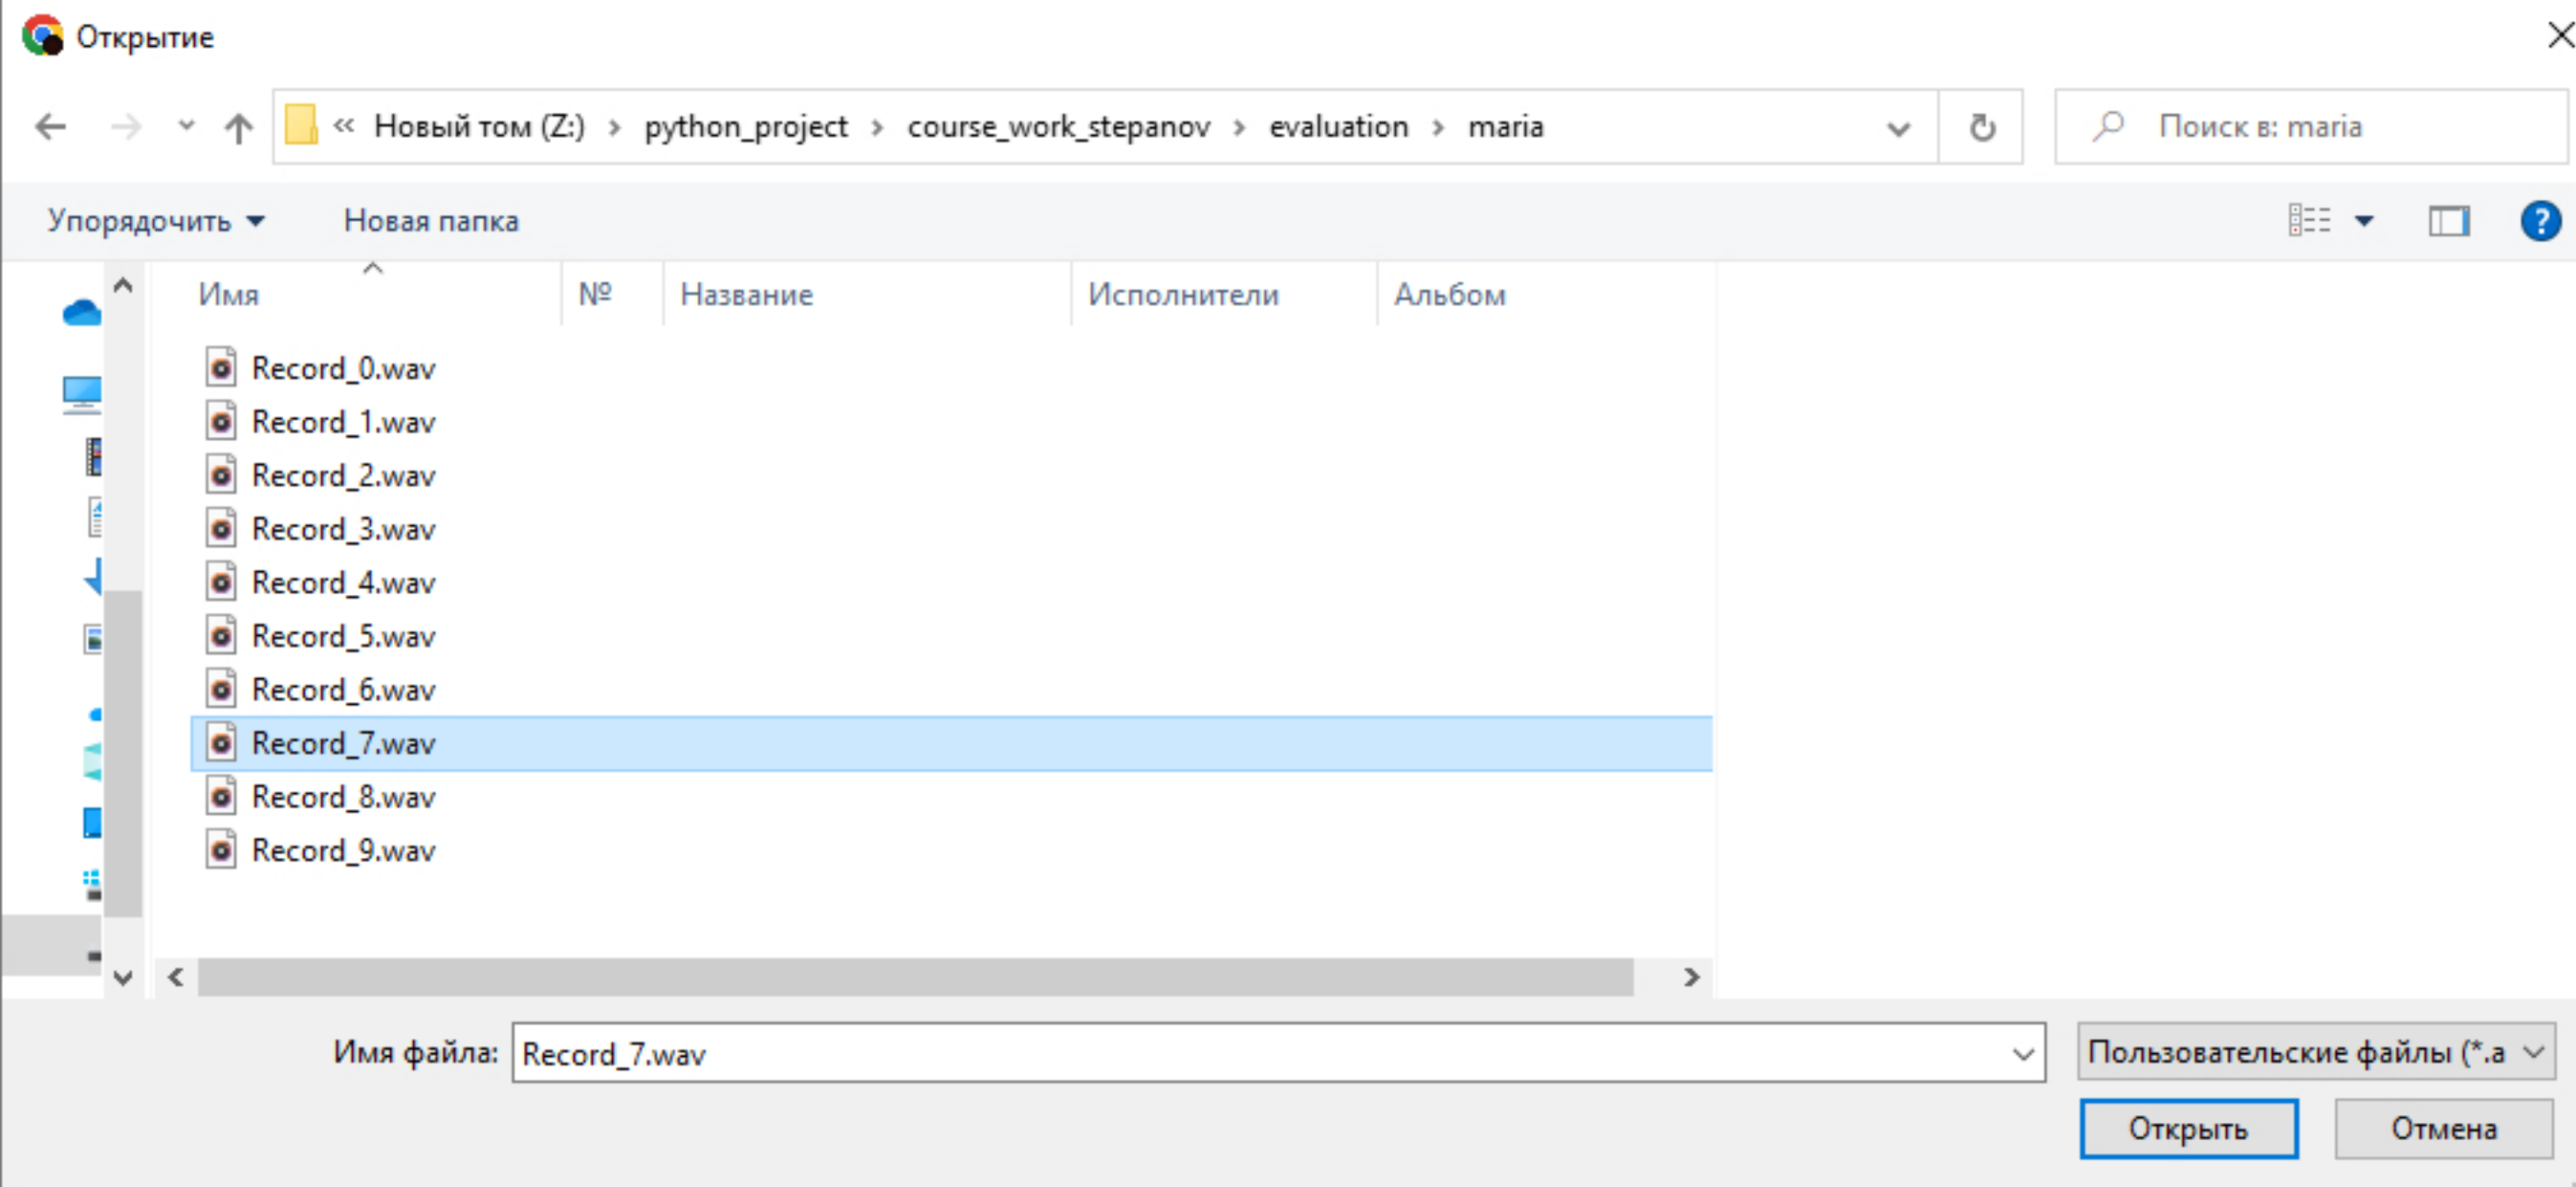 Открытие
« Новый том (Z:) › python_project › course_work_stepanov › evaluation › maria
Поиск в: maria
Упорядочить
Новая папка
?
Имя № Название Исполнители Альбом
Record_0.wav
Record_1.wav
Record_2.wav
Record_3.wav
Record_4.wav
Record_5.wav
Record_6.wav
Record_7.wav
Record_8.wav
Record_9.wav
Имя файла: Record_7.wav
Пользовательские файлы (*.a
Открыть Отмена